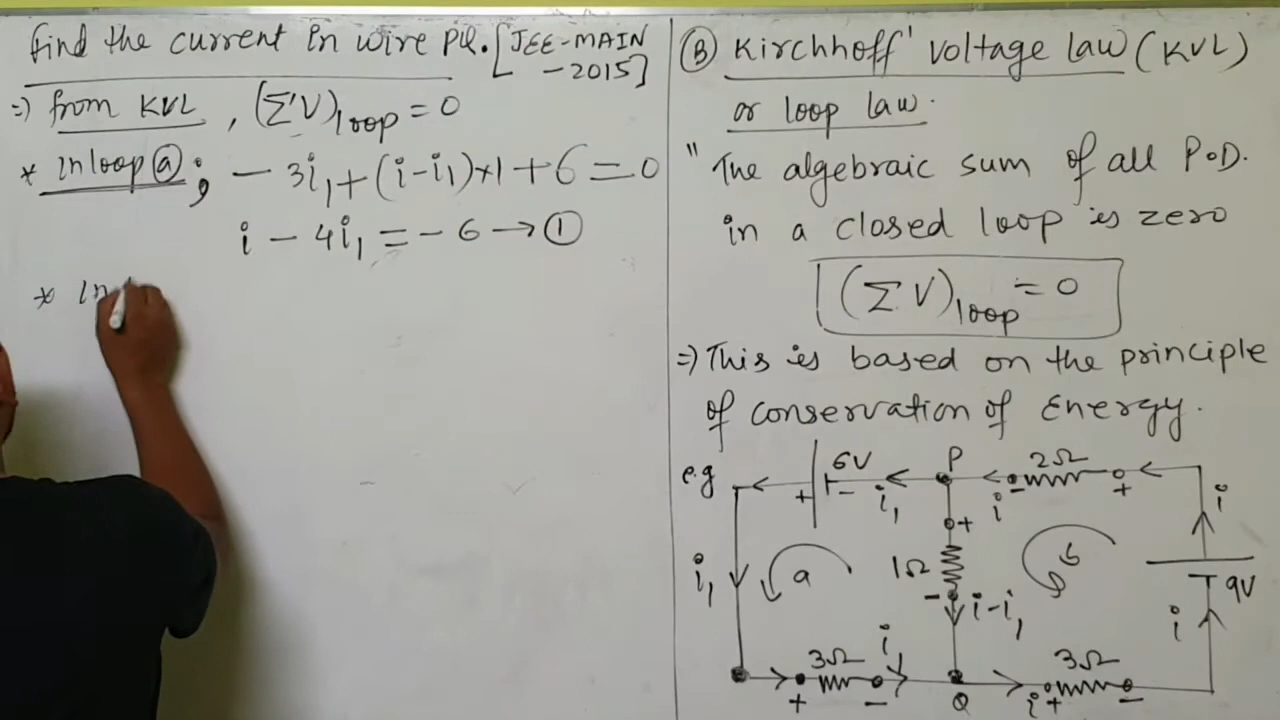 find the current in wire PQ. [JEE-MAIN
-2015]
=) from KVL, (ΣV)loop = 0
* In loop ⓐ; - 3i₁ + (i-i₁)×1 + 6 = 0
i - 4i₁ = - 6 → ①
* In
Ⓑ Kirchhoff' voltage law (KVL)
or loop law.
" The algebraic sum of all P.D.
in a closed loop is zero
(ΣV)loop = 0
=) This is based on the principle
of conservation of Energy.
e.g
6V
P
2Ω
+
-
i₁
-
i
+
i
+
i₁
a
1Ω
-
i-i₁
b
9V
i
3Ω
i₁
+
-
Q
3Ω
i
+
-